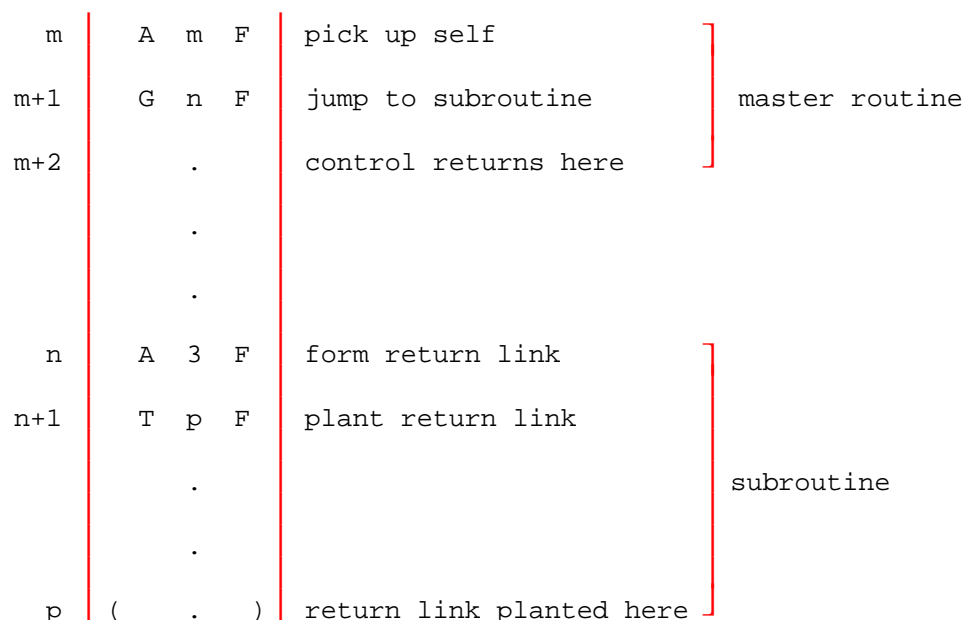 m A m F pick up self
m+1 G n F jump to subroutine master routine
m+2 . control returns here
.
.
n A 3 F form return link
n+1 T p F plant return link
. subroutine
.
p ( . ) return link planted here